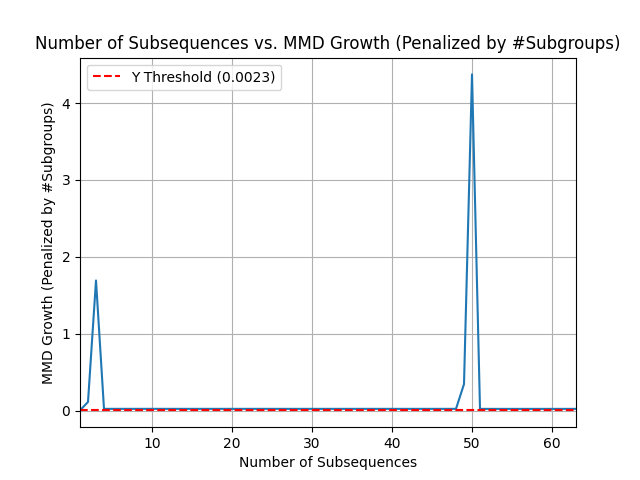 Number of Subsequences vs. MMD Growth (Penalized by #Subgroups)
Y Threshold (0.0023)
MMD Growth (Penalized by #Subgroups)
4
3
2
1
0
10 20 30 40 50 60
Number of Subsequences